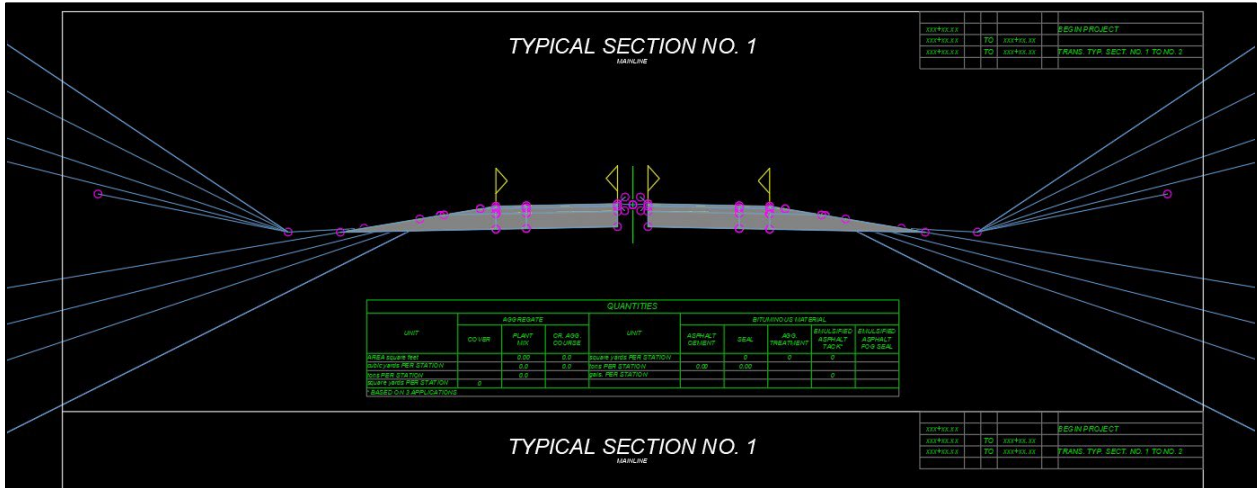 TYPICAL SECTION NO. 1
MAINLINE
xxx+xx.xx BEGIN PROJECT
xxx+xx.xx TO xxx+xx.xx
xxx+xx.xx TO xxx+xx.xx TRANS. TYP. SECT. NO. 1 TO NO. 2
QUANTITIES
UNIT AGGREGATE UNIT BITUMINOUS MATERIAL
COVER PLANT MIX CR. AGG. COURSE ASPHALT CEMENT SEAL AGG. TREATMENT EMULSIFIED ASPHALT TACK* EMULSIFIED ASPHALT FOG SEAL
AREA square feet 0.00 0.0 square yards PER STATION 0 0 0
cubic yards PER STATION 0.0 0.0 tons PER STATION 0.00 0.00
tons PER STATION 0.0 gals. PER STATION 0
square yards PER STATION 0
* BASED ON 3 APPLICATIONS
TYPICAL SECTION NO. 1
MAINLINE
xxx+xx.xx BEGIN PROJECT
xxx+xx.xx TO xxx+xx.xx
xxx+xx.xx TO xxx+xx.xx TRANS. TYP. SECT. NO. 1 TO NO. 2